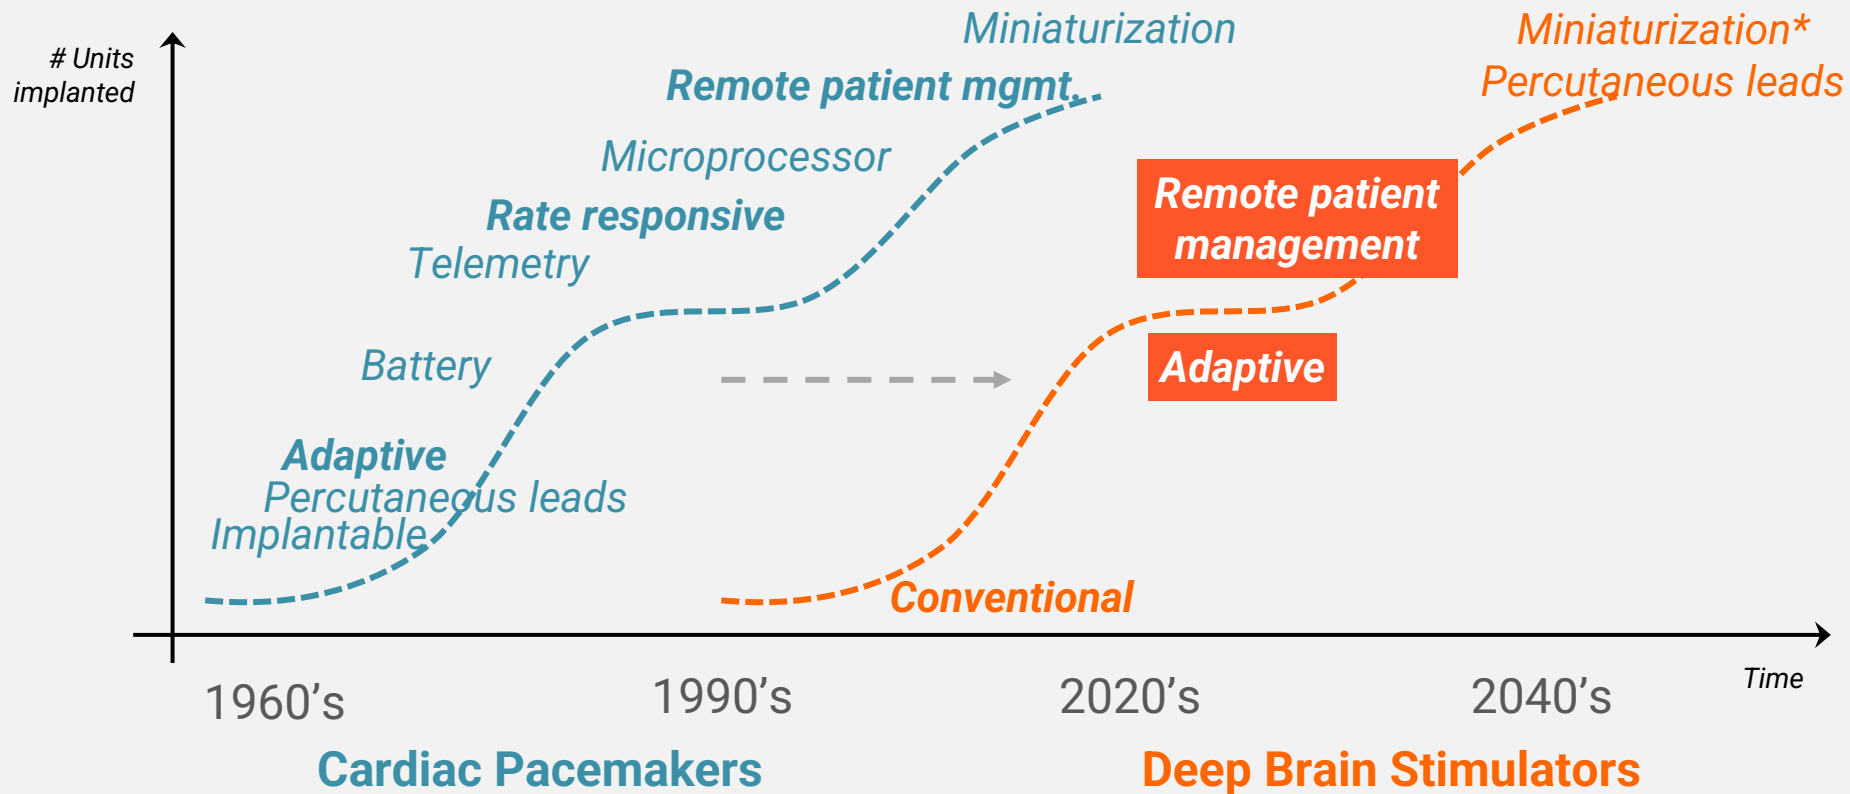 # Units
implanted
Miniaturization
Remote patient mgmt.
Microprocessor
Rate responsive
Telemetry
Battery
Adaptive
Percutaneous leads
Implantable
Miniaturization*
Percutaneous leads
Remote patient
management
Adaptive
Conventional
1960's
1990's
2020's
2040's
Time
Cardiac Pacemakers
Deep Brain Stimulators